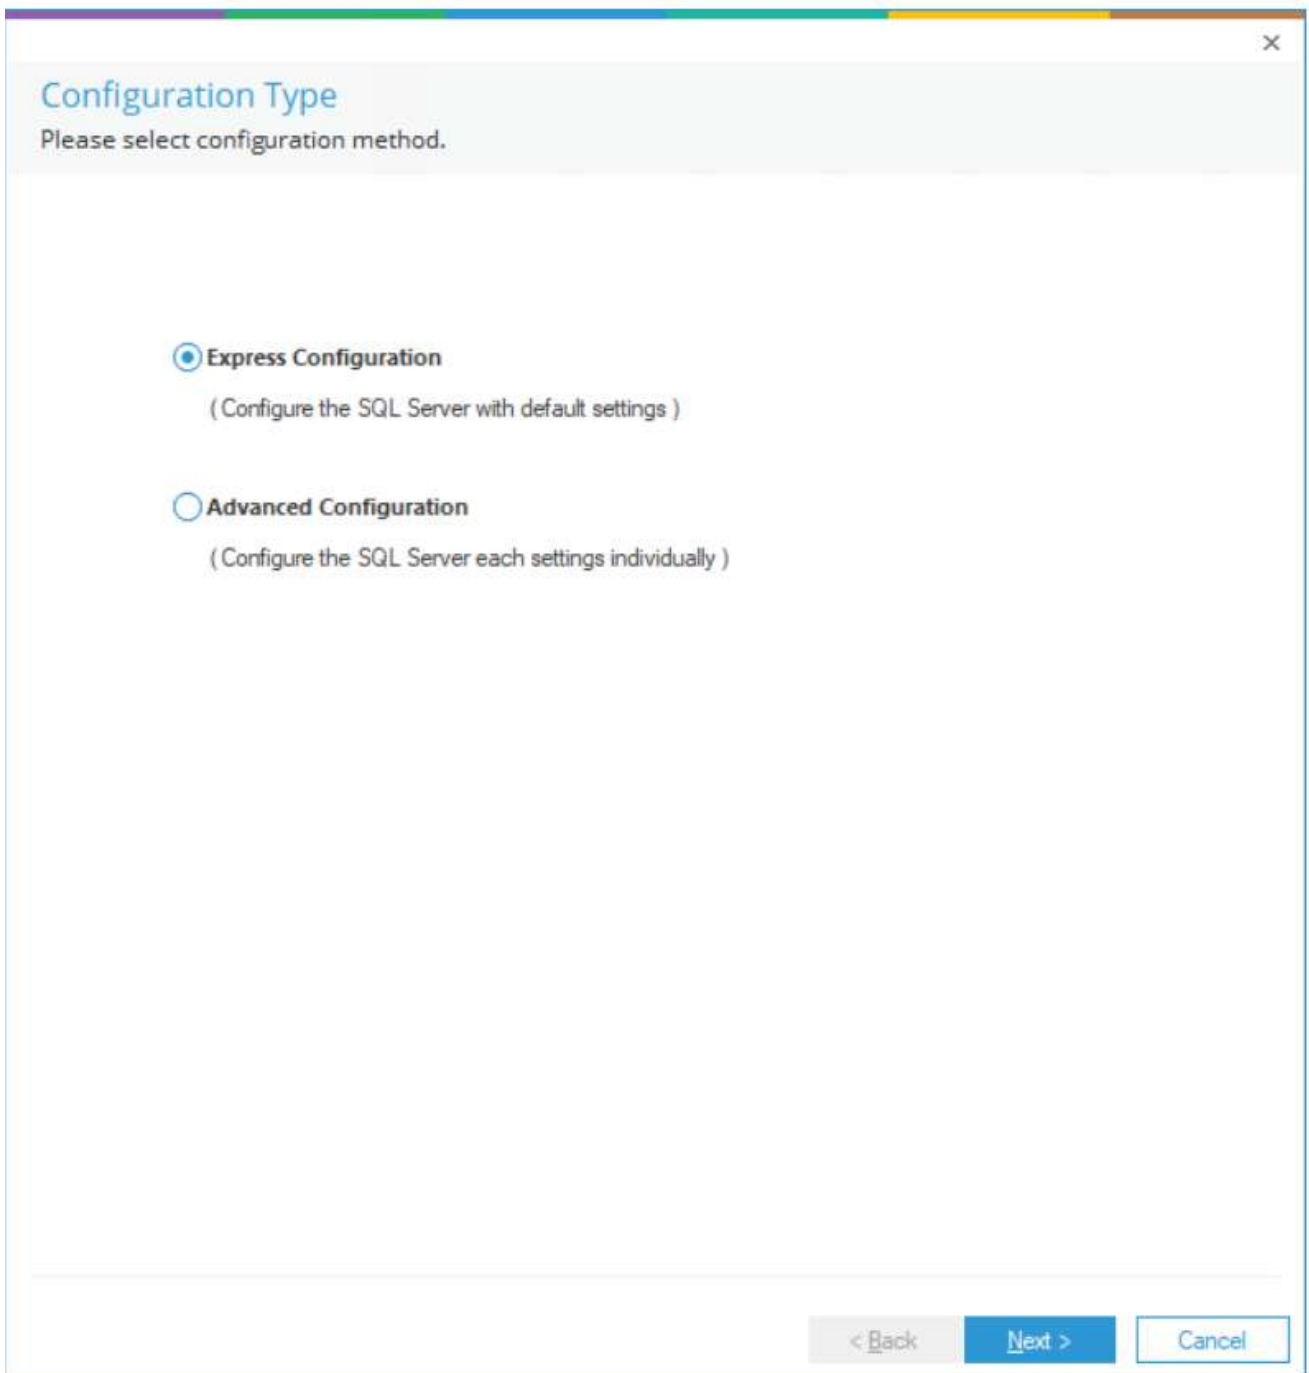 Configuration Type
Please select configuration method.
Express Configuration
( Configure the SQL Server with default settings )
Advanced Configuration
( Configure the SQL Server each settings individually )
< Back
Next >
Cancel